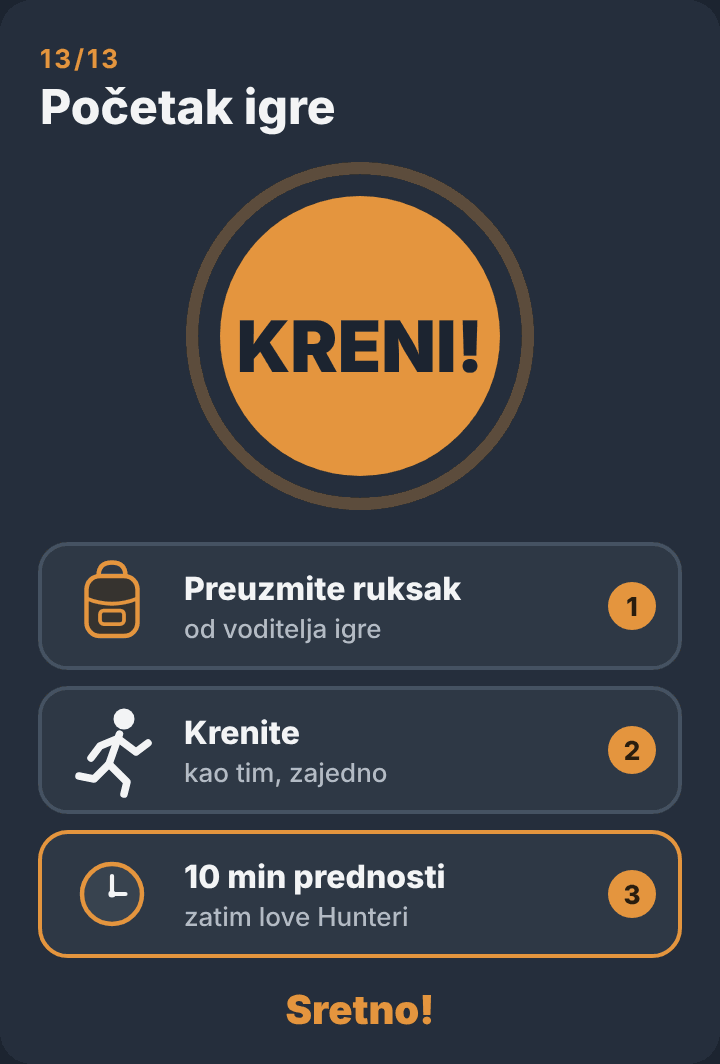 13/13
Početak igre
KRENI!
Preuzmite ruksak
od voditelja igre
1
Krenite
kao tim, zajedno
2
10 min prednosti
zatim love Hunteri
3
Sretno!